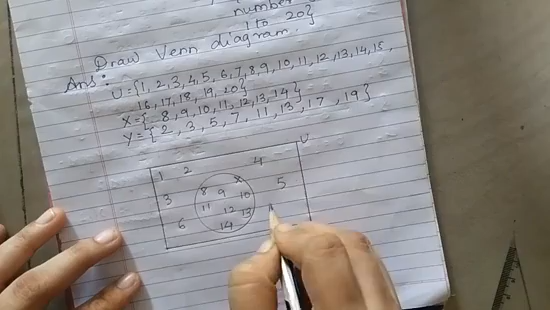 number
1 to 20}
Draw Venn diagram.
Ans:
U={1, 2, 3, 4, 5, 6, 7, 8, 9, 10, 11, 12, 13, 14, 15,
16, 17, 18, 19, 20}
X={ 8, 9, 10, 11, 12, 13, 14}
Y={ 2, 3, 5, 7, 11, 13, 17, 19}
U
1 2 4
3 8 9 X 10 5
11 12 13
6 14